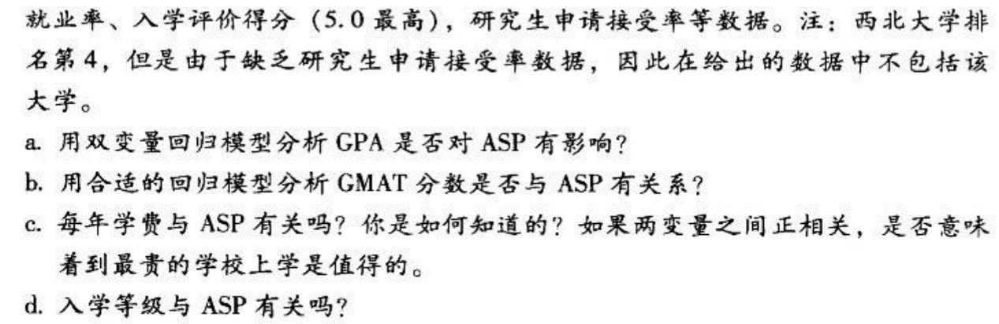 就业率、入学评价得分（5.0最高），研究生申请接受率等数据。注：西北大学排
名第4，但是由于缺乏研究生申请接受率数据，因此在给出的数据中不包括该
大学。
a. 用双变量回归模型分析 GPA 是否对 ASP 有影响?
b. 用合适的回归模型分析 GMAT 分数是否与 ASP 有关系?
c. 每年学费与 ASP 有关吗? 你是如何知道的? 如果两变量之间正相关，是否意味
着到最贵的学校上学是值得的。
d. 入学等级与 ASP 有关吗?